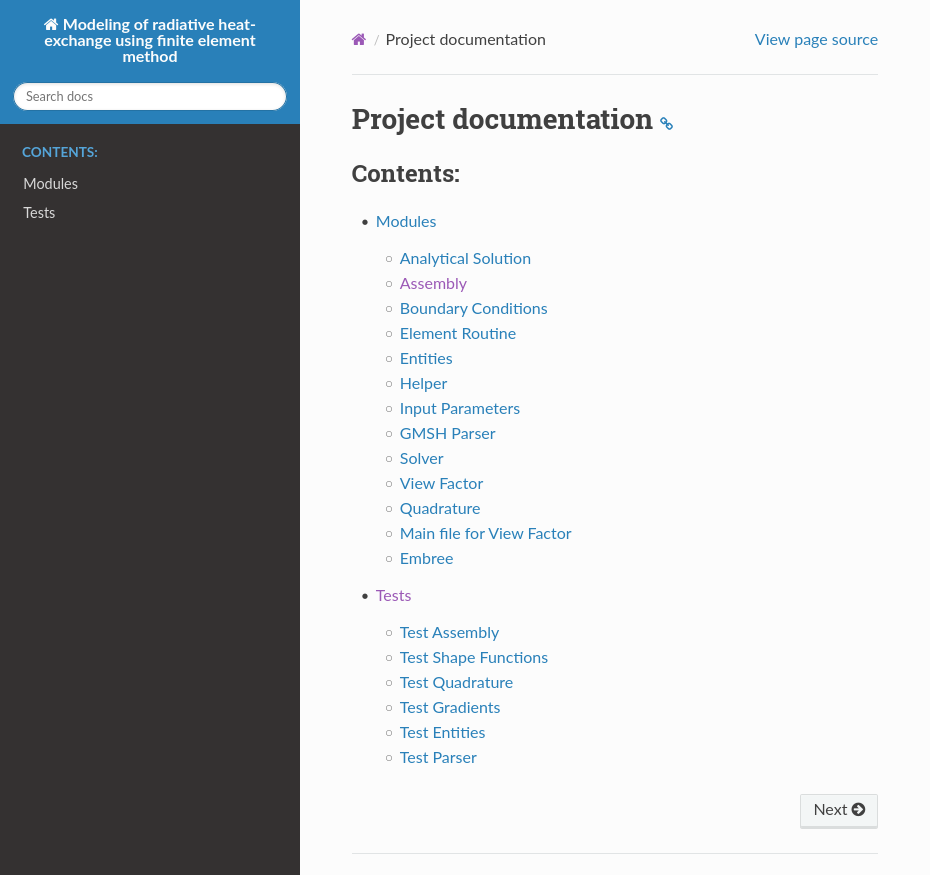 Modeling of radiative heat-
exchange using finite element
method
Search docs
CONTENTS:
Modules
Tests
/ Project documentation
View page source
Project documentation
Contents:
• Modules
○ Analytical Solution
○ Assembly
○ Boundary Conditions
○ Element Routine
○ Entities
○ Helper
○ Input Parameters
○ GMSH Parser
○ Solver
○ View Factor
○ Quadrature
○ Main file for View Factor
○ Embree
• Tests
○ Test Assembly
○ Test Shape Functions
○ Test Quadrature
○ Test Gradients
○ Test Entities
○ Test Parser
Next